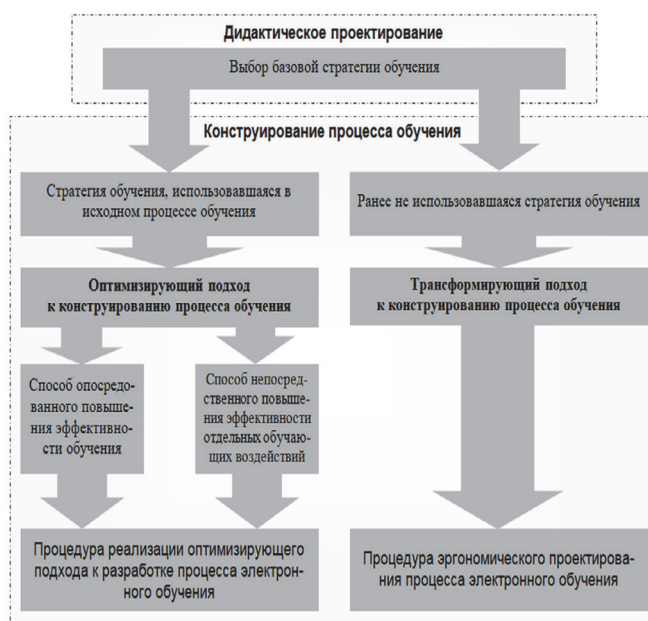 Дидактическое проектирование
Выбор базовой стратегии обучения
Конструирование процесса обучения
Стратегия обучения, использовавшаяся в
исходном процессе обучения
Ранее не использовавшаяся стратегия обучения
Оптимизирующий подход
к конструированию процесса обучения
Трансформирующий подход
к конструированию процесса обучения
Способ опосредо-
ванного повыше-
ния эффективно-
сти обучения
Способ непосред-
ственного повыше-
ния эффективности
отдельных обучаю-
щих воздействий
Процедура реализации оптимизирующего
подхода к разработке процесса электрон-
ного обучения
Процедура эргономического проектирова-
ния процесса электронного обучения